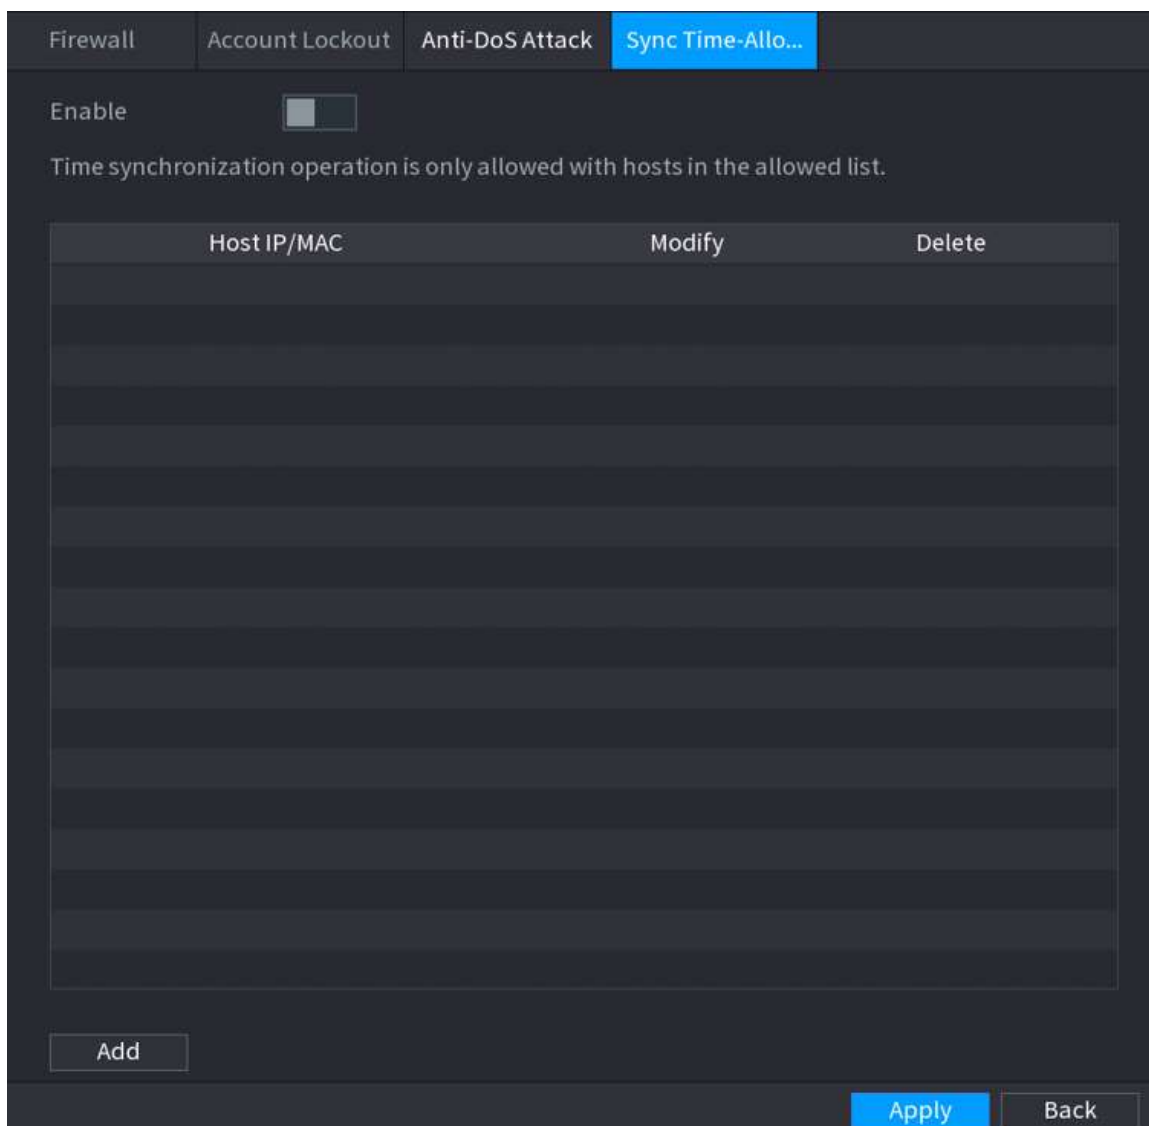 Firewall Account Lockout Anti-DoS Attack Sync Time-Allo...
Enable
Time synchronization operation is only allowed with hosts in the allowed list.
Host IP/MAC Modify Delete
Add
Apply Back